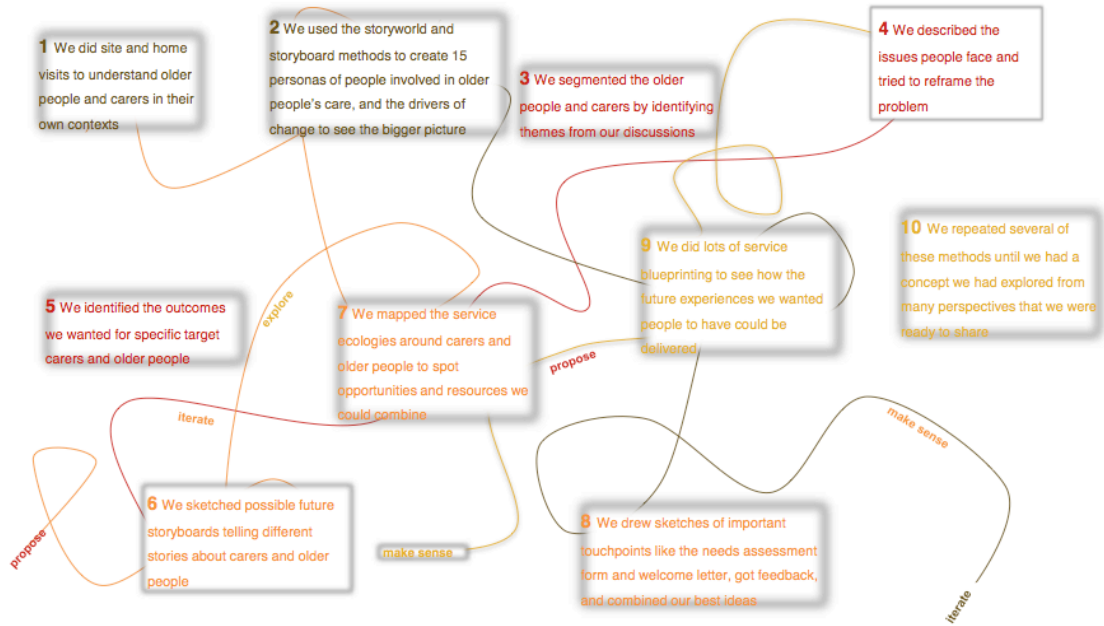 1 We did site and home
visits to understand older
people and carers in their
own contexts
2 We used the storyworld and
storyboard methods to create 15
personas of people involved in older
people's care, and the drivers of
change to see the bigger picture
3 We segmented the older
people and carers by identifying
themes from our discussions
4 We described the
issues people face and
tried to reframe the
problem
5 We identified the outcomes
we wanted for specific target
carers and older people
explore
7 We mapped the service
ecologies around carers and
older people to spot
opportunities and resources we
could combine
propose
9 We did lots of service
blueprinting to see how the
future experiences we wanted
people to have could be
delivered
10 We repeated several of
these methods until we had a
concept we had explored from
many perspectives that we were
ready to share
iterate
propose
6 We sketched possible future
storyboards telling different
stories about carers and older
people
make sense
8 We drew sketches of important
touchpoints like the needs assessment
form and welcome letter, got feedback,
and combined our best ideas
make sense
iterate